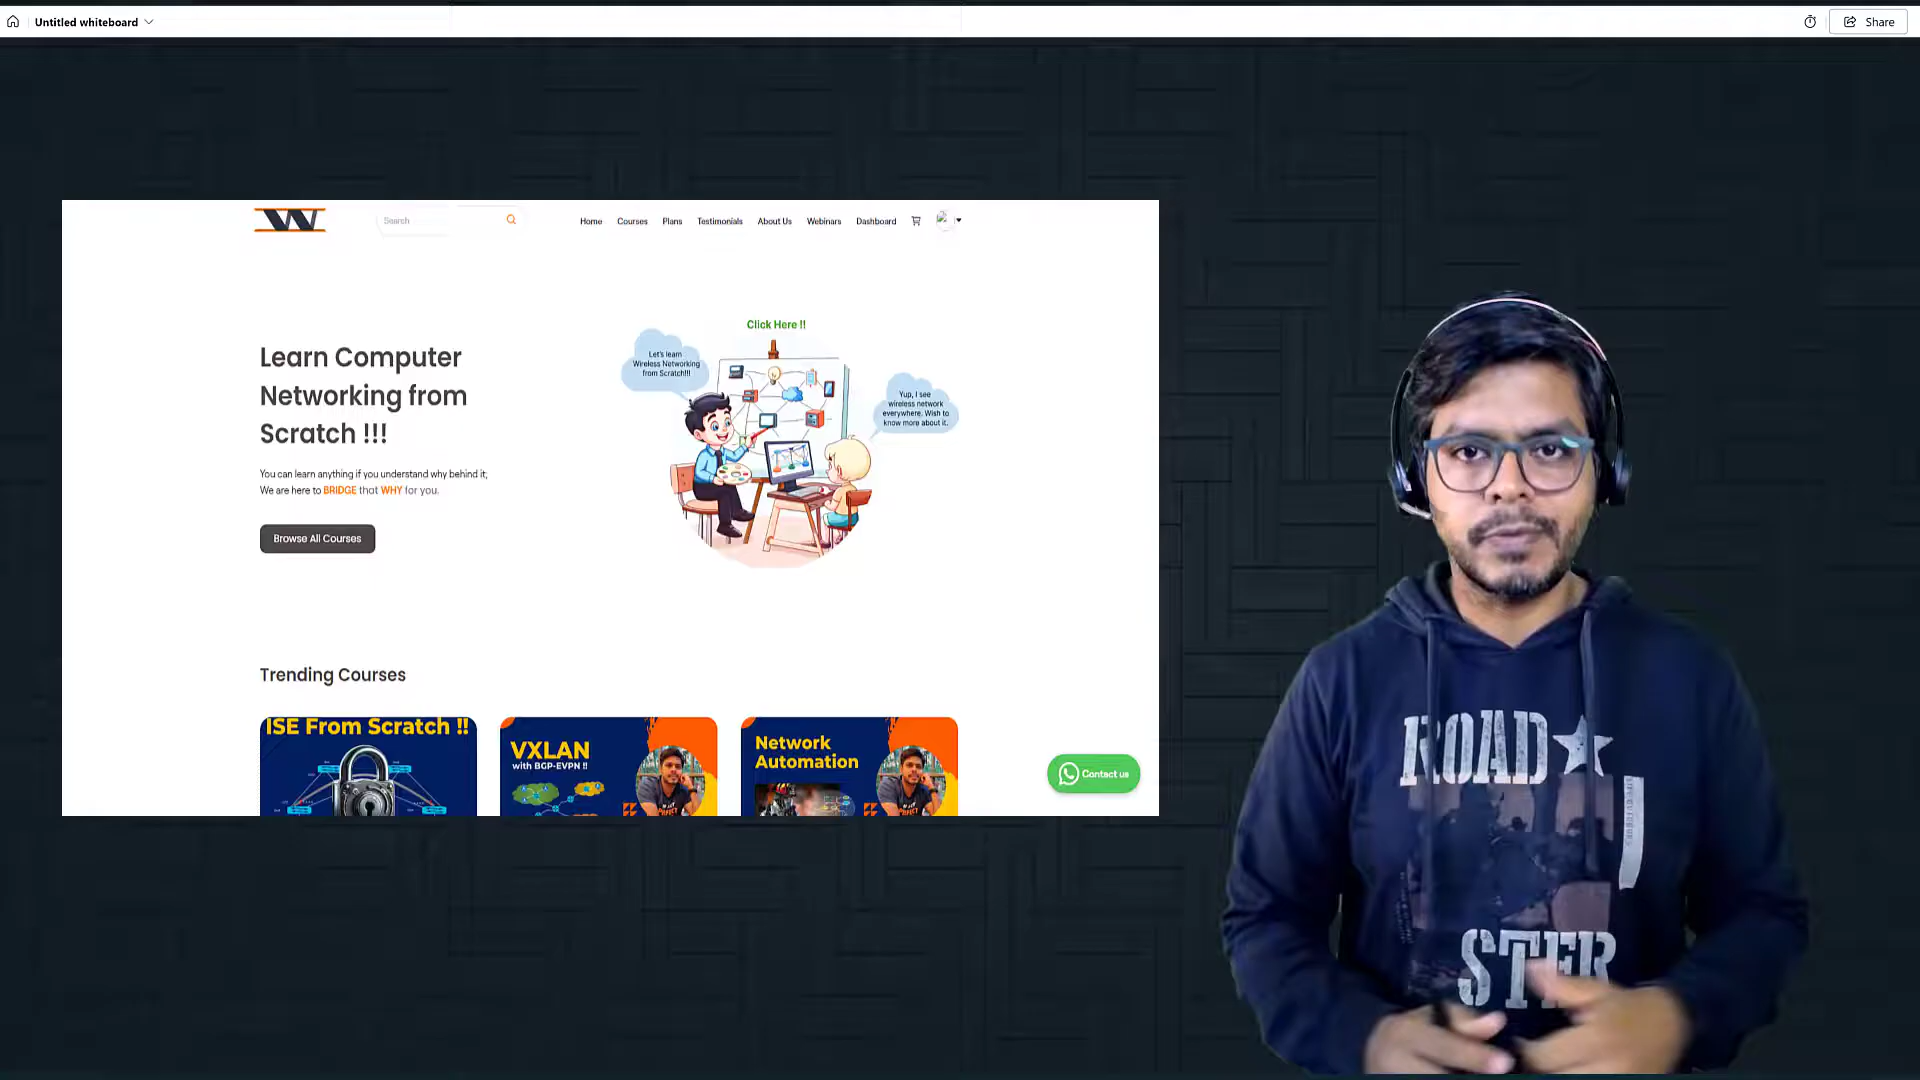 Untitled whiteboard
Share
W
Search
Home
Courses
Plans
Testimonials
About Us
Webinars
Dashboard
Click Here !!
Let's learn
Wireless Networking
from Scratch!!!
Yup, I see
wireless network
everywhere. Wish to
know more about it.
Learn Computer
Networking from
Scratch !!!
You can learn anything if you understand why behind it,
We are here to BRIDGE that WHY for you.
Browse All Courses
Trending Courses
ISE From Scratch !!
VXLAN
with BGP-EVPN !!
Network
Automation
Contact us
ROAD
STER